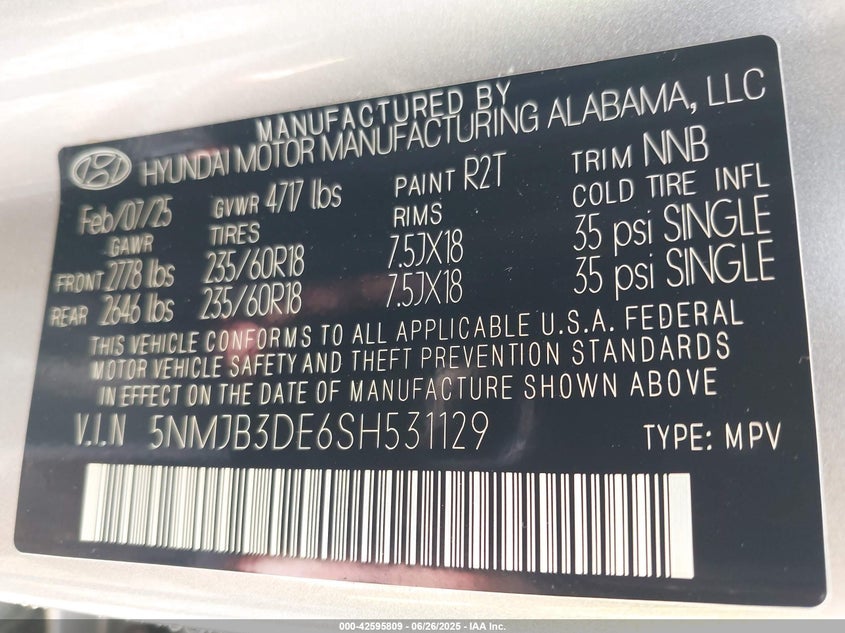 MANUFACTURED BY
HYUNDAI MOTOR MANUFACTURING ALABAMA, LLC
Feb/07/25 GVWR 4717 lbs PAINT R2T TRIM NNB
GAWR TIRES RIMS COLD TIRE INFL
FRONT 2778 lbs 235/60R18 7.5JX18 35 psi SINGLE
REAR 2646 lbs 235/60R18 7.5JX18 35 psi SINGLE
THIS VEHICLE CONFORMS TO ALL APPLICABLE U.S.A. FEDERAL
MOTOR VEHICLE SAFETY AND THEFT PREVENTION STANDARDS
IN EFFECT ON THE DATE OF MANUFACTURE SHOWN ABOVE
V.I.N 5NMJB3DE6SH531129 TYPE: MPV
000-42595809 - 06/26/2025 - IAA Inc.